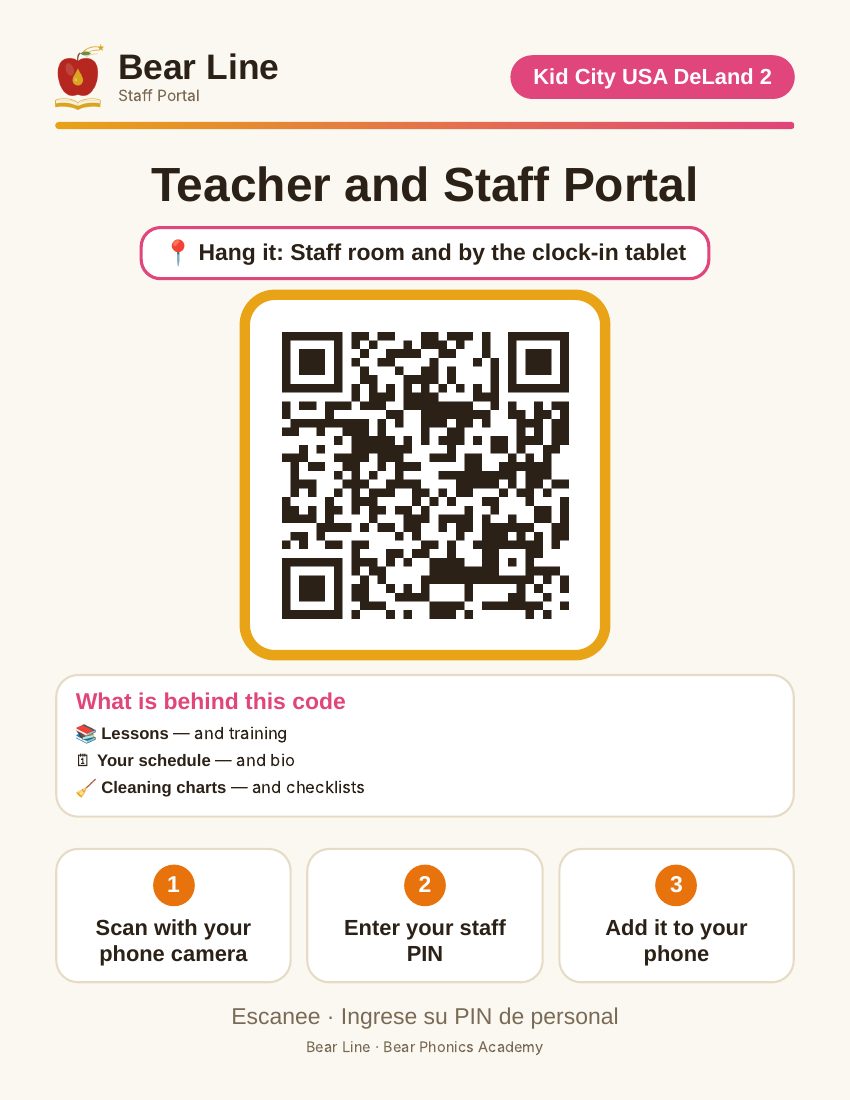 Bear Line
Staff Portal
Kid City USA DeLand 2
Teacher and Staff Portal
📍 Hang it: Staff room and by the clock-in tablet
What is behind this code
📚 Lessons — and training
🗓 Your schedule — and bio
🧹 Cleaning charts — and checklists
1
Scan with your
phone camera
2
Enter your staff
PIN
3
Add it to your
phone
Escanee · Ingrese su PIN de personal
Bear Line · Bear Phonics Academy